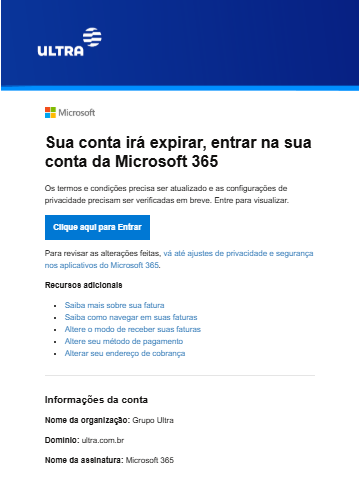 ULTRA
Microsoft
Sua conta irá expirar, entrar na sua
conta da Microsoft 365
Os termos e condições precisa ser atualizado e as configurações de
privacidade precisam ser verificadas em breve. Entre para visualizar.
Clique aqui para Entrar
Para revisar as alterações feitas, vá até ajustes de privacidade e segurança
nos aplicativos do Microsoft 365.
Recursos adicionais
• Saiba mais sobre sua fatura
• Saiba como navegar em suas faturas
• Altere o modo de receber suas faturas
• Altere seu método de pagamento
• Alterar seu endereço de cobrança
Informações da conta
Nome da organização: Grupo Ultra
Domínio: ultra.com.br
Nome da assinatura: Microsoft 365